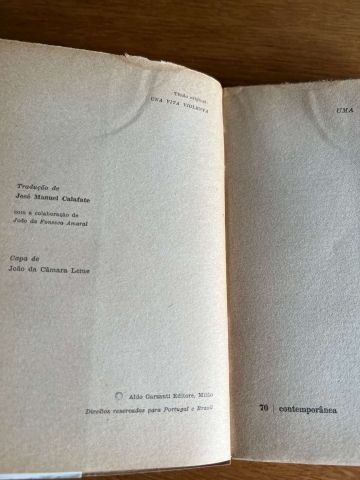 Título original:
UNA VITA VIOLENTA
Tradução de
José Manuel Calafate
com a colaboração de
João da Fonseca Amaral
Capa de
João da Câmara Leme
© Aldo Garzanti Editore, Milão
Direitos reservados para Portugal e Brasil
UMA
70 | contemporânea